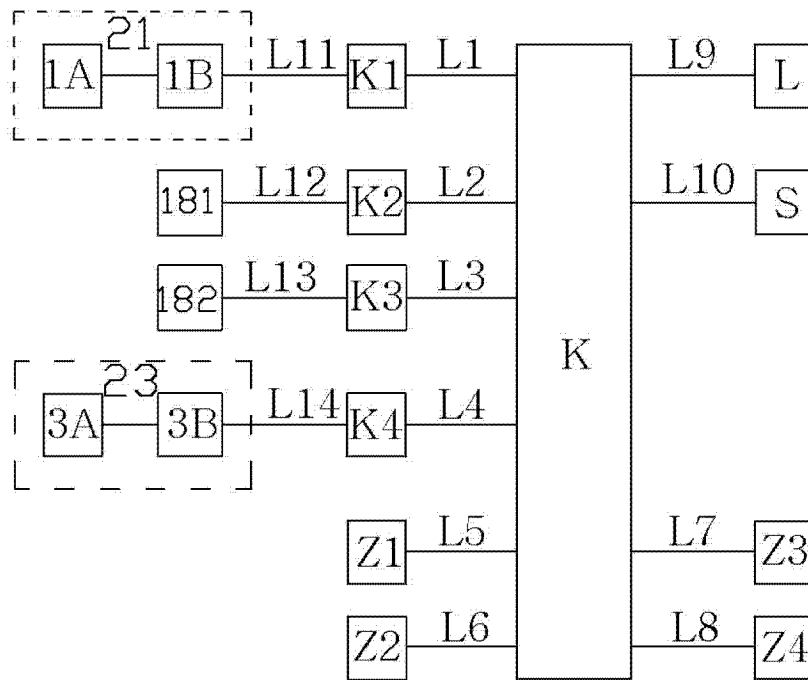 21
1A 1B L11 K1 L1 L9 L
181 L12 K2 L2 L10 S
182 L13 K3 L3
K
23
3A 3B L14 K4 L4
Z1 L5 L7 Z3
Z2 L6 L8 Z4